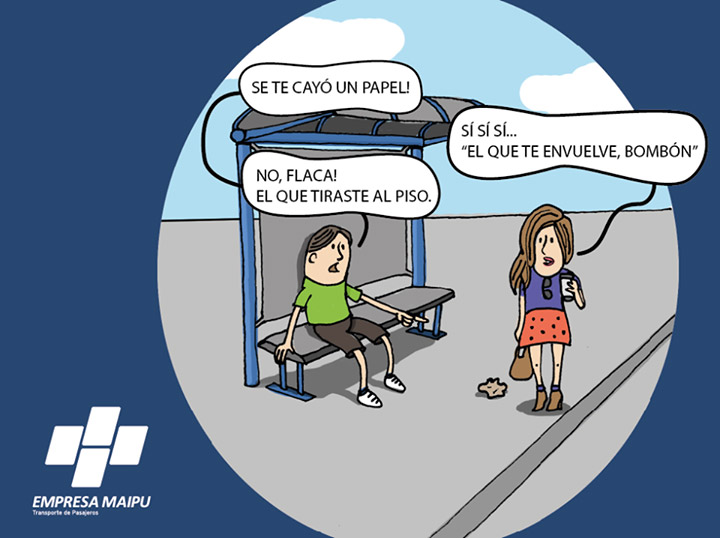 SE TE CAYÓ UN PAPEL!
SÍ SÍ SÍ...
“EL QUE TE ENVUELVE, BOMBÓN”
NO, FLACA!
EL QUE TIRASTE AL PISO.
EMPRESA MAIPU
Transporte de Pasajeros